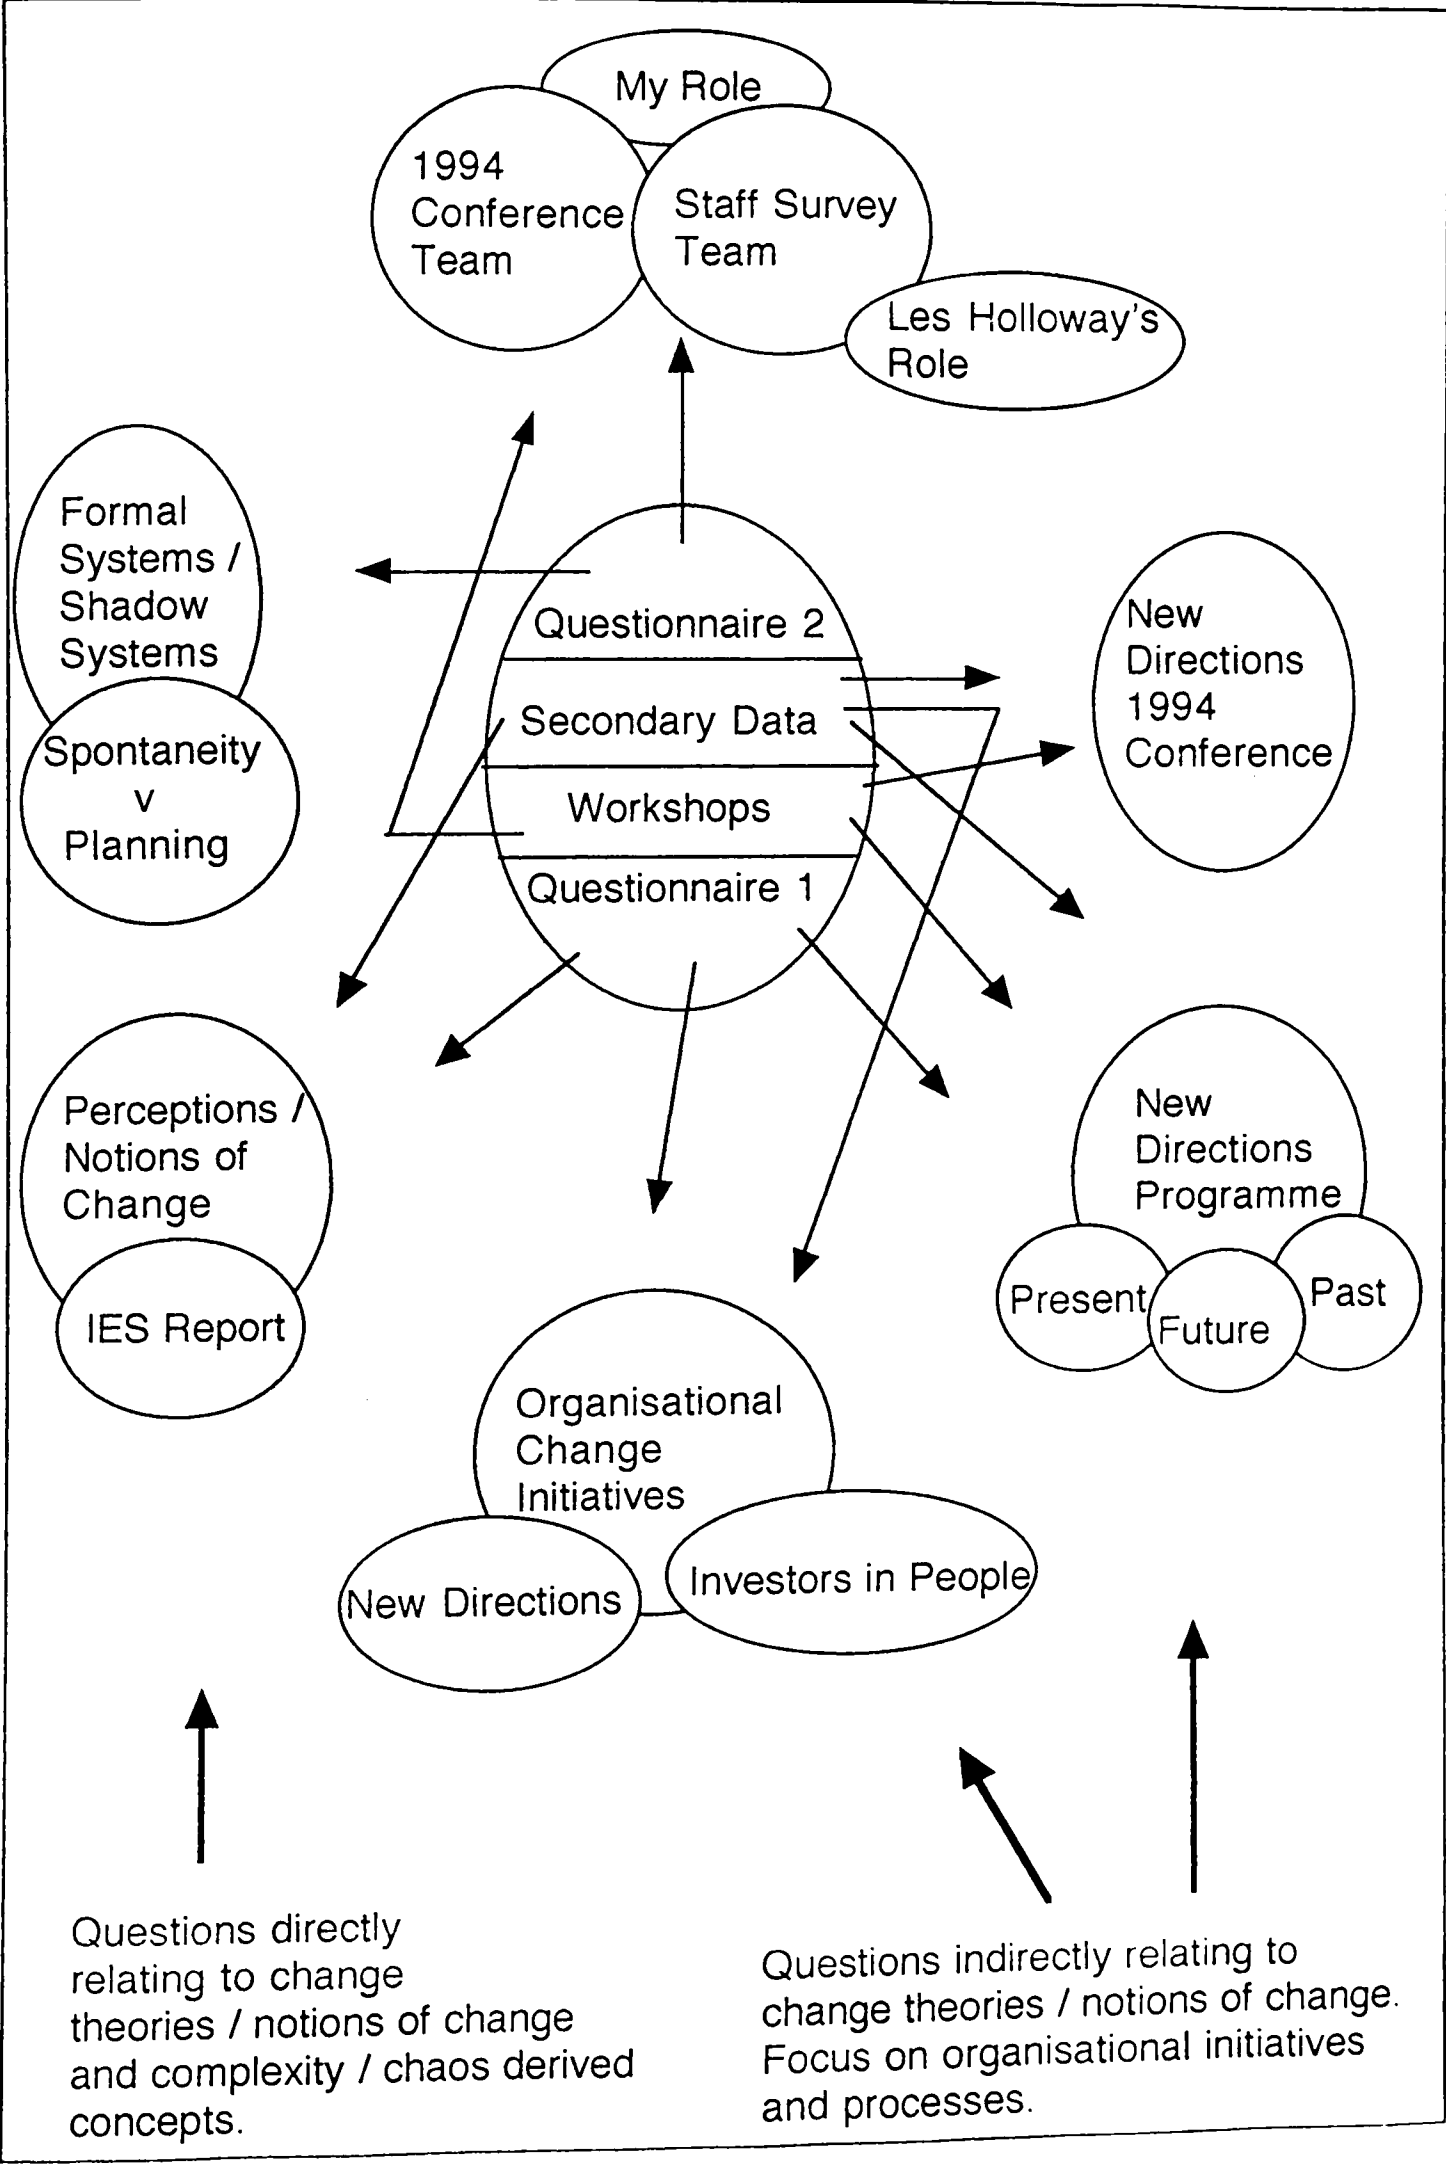 My Role
1994
Conference
Team
Staff Survey
Team
Les Holloway's
Role
Formal
Systems /
Shadow
Systems
Spontaneity
v
Planning
Questionnaire 2
Secondary Data
Workshops
Questionnaire 1
New
Directions
1994
Conference
Perceptions /
Notions of
Change
IES Report
New
Directions
Programme
Present
Future
Past
Organisational
Change
Initiatives
New Directions
Investors in People
Questions directly
relating to change
theories / notions of change
and complexity / chaos derived
concepts.
Questions indirectly relating to
change theories / notions of change.
Focus on organisational initiatives
and processes.